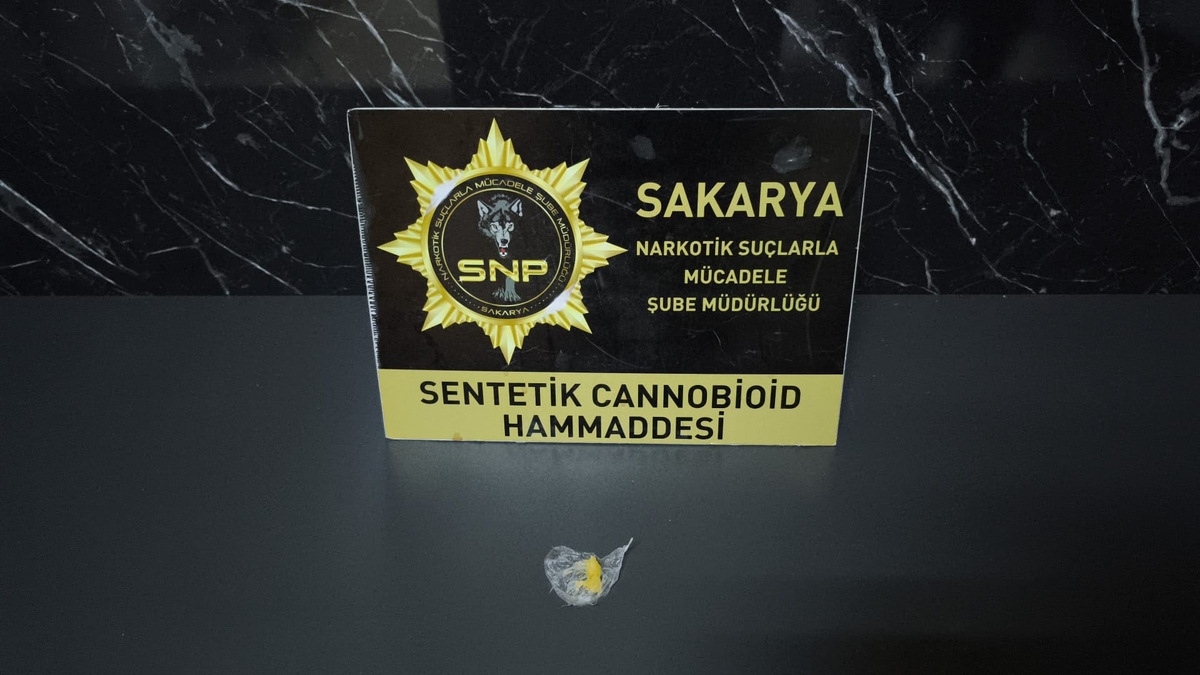 NARKOTİK SUÇLARLA MÜCADELE ŞUBE MÜDÜRLÜĞÜ
SNP
SAKARYA
SAKARYA
NARKOTİK SUÇLARLA
MÜCADELE
ŞUBE MÜDÜRLÜĞÜ
SENTETİK CANNOBİOİD
HAMMADDESİ